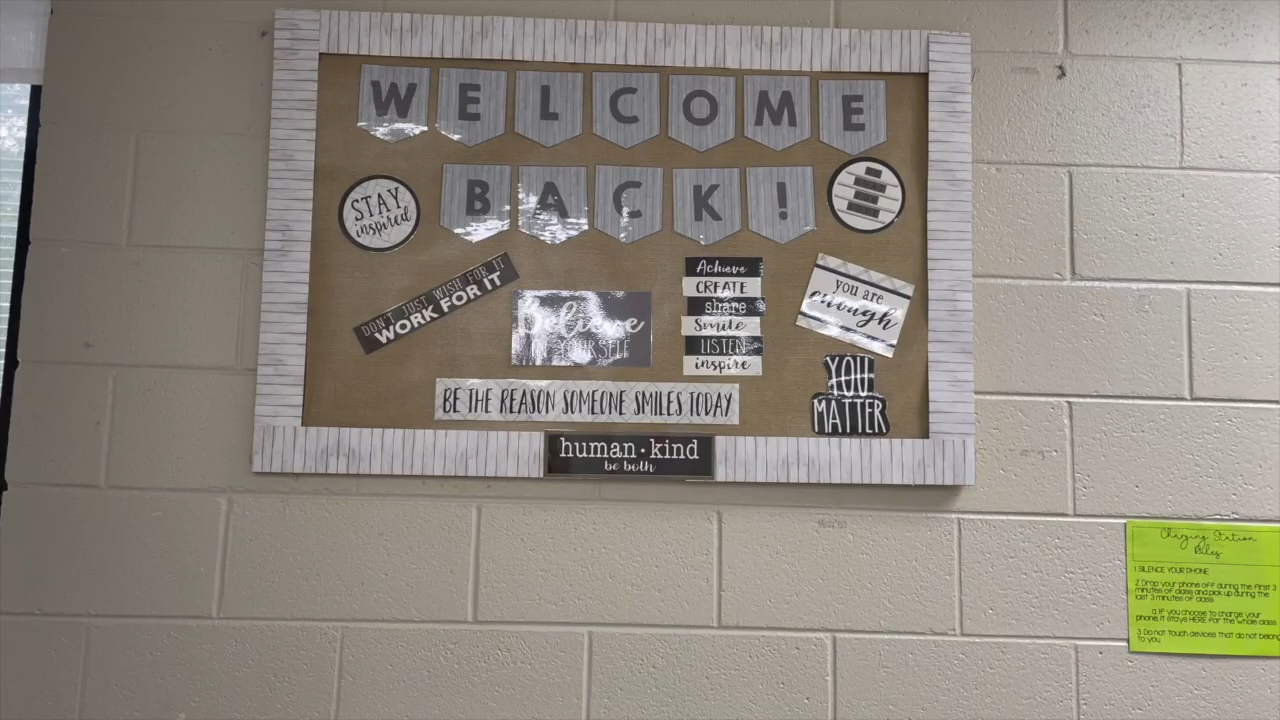 WELCOME
BACK!
STAY
inspired
DON'T JUST WISH FOR IT
WORK FOR IT
Believe
IN YOURSELF
Achieve
CREATE
share
Smile
LISTEN
inspire
you are
enough
BE THE REASON SOMEONE SMILES TODAY
YOU
MATTER
human·kind
be both
Charging Station
Rules
1. SILENCE YOUR PHONE
2. Drop your phone off during the first 3
minutes of class and pick up during the
last 3 minutes of class
a. If you choose to charge your
phone, it stays HERE for the whole class
3. Do not touch devices that do not belong
to you